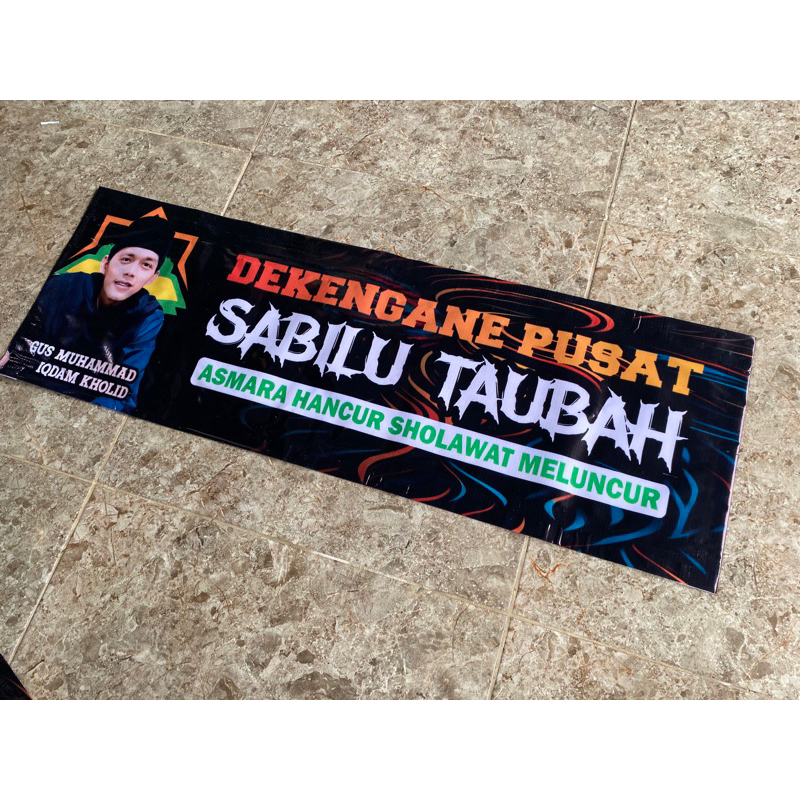 GUS MUHAMMAD
IQDAM KHOLID
DEKENGANE PUSAT
SABILU TAUBAH
ASMARA HANCUR SHOLAWAT MELUNCUR